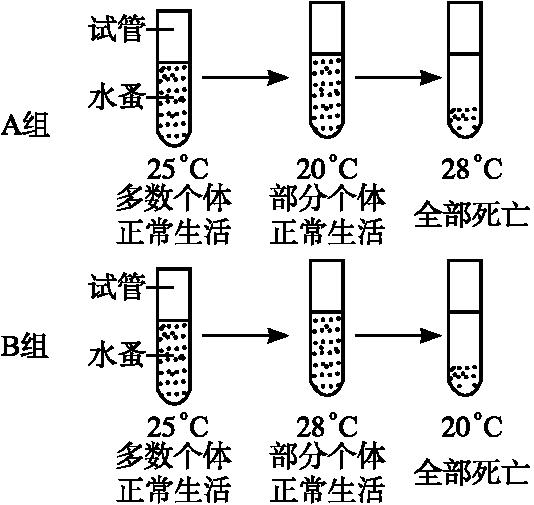 试管
水蚤
A组
25°C 20°C 28°C
多数个体 部分个体 全部死亡
正常生活 正常生活
试管
水蚤
B组
25°C 28°C 20°C
多数个体 部分个体 全部死亡
正常生活 正常生活